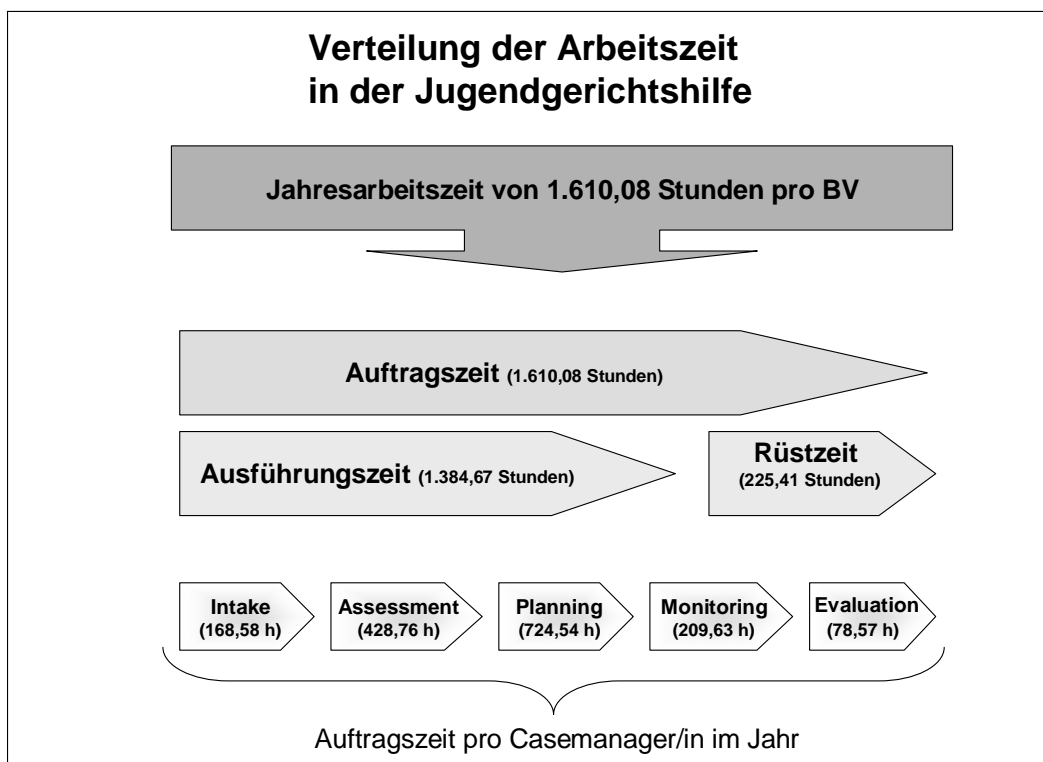 Verteilung der Arbeitszeit
in der Jugendgerichtshilfe
Jahresarbeitszeit von 1.610,08 Stunden pro BV
Auftragszeit (1.610,08 Stunden)
Ausführungszeit (1.384,67 Stunden)
Rüstzeit
(225,41 Stunden)
Intake
(168,58 h)
Assessment
(428,76 h)
Planning
(724,54 h)
Monitoring
(209,63 h)
Evaluation
(78,57 h)
Auftragszeit pro Casemanager/in im Jahr